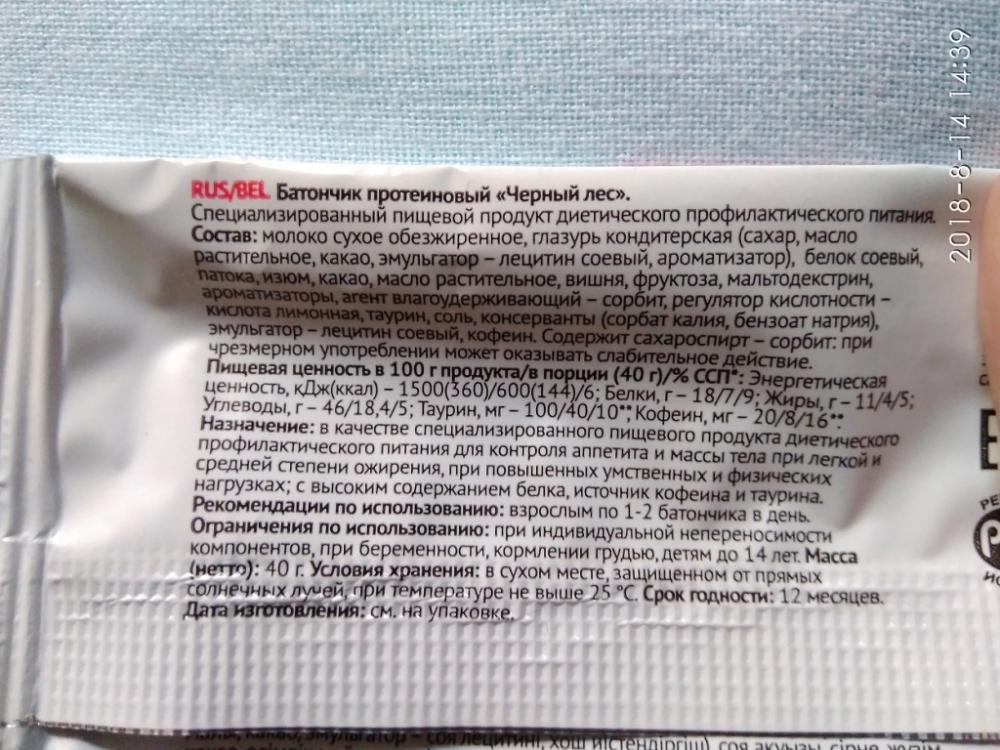 RUS/BEL Батончик протеиновый «Черный лес».
Специализированный пищевой продукт диетического профилактического питания.
Состав: молоко сухое обезжиренное, глазурь кондитерская (сахар, масло
растительное, какао, эмульгатор – лецитин соевый, ароматизатор), белок соевый,
патока, изюм, какао, масло растительное, вишня, фруктоза, мальтодекстрин,
ароматизаторы, агент влагоудерживающий – сорбит, регулятор кислотности –
кислота лимонная, таурин, соль, консерванты (сорбат калия, бензоат натрия),
эмульгатор – лецитин соевый, кофеин. Содержит сахароспирт – сорбит: при
чрезмерном употреблении может оказывать слабительное действие.
Пищевая ценность в 100 г продукта/в порции (40 г)/% ССП*: Энергетическая
ценность, кДж(ккал) – 1500(360)/600(144)/6; Белки, г – 18/7/9; Жиры, г – 11/4/5;
Углеводы, г – 46/18,4/5; Таурин, мг – 100/40/10**; Кофеин, мг – 20/8/16**.
Назначение: в качестве специализированного пищевого продукта диетического
профилактического питания для контроля аппетита и массы тела при легкой и
средней степени ожирения, при повышенных умственных и физических
нагрузках; с высоким содержанием белка, источник кофеина и таурина.
Рекомендации по использованию: взрослым по 1-2 батончика в день.
Ограничения по использованию: при индивидуальной непереносимости
компонентов, при беременности, кормлении грудью, детям до 14 лет. Масса
(нетто): 40 г. Условия хранения: в сухом месте, защищенном от прямых
солнечных лучей, при температуре не выше 25 °С. Срок годности: 12 месяцев.
Дата изготовления: см. на упаковке.
какао, эмульгатор – соя лецитині, хош иістендіргіш), соя ақуызы,
2018-8-14 14:39